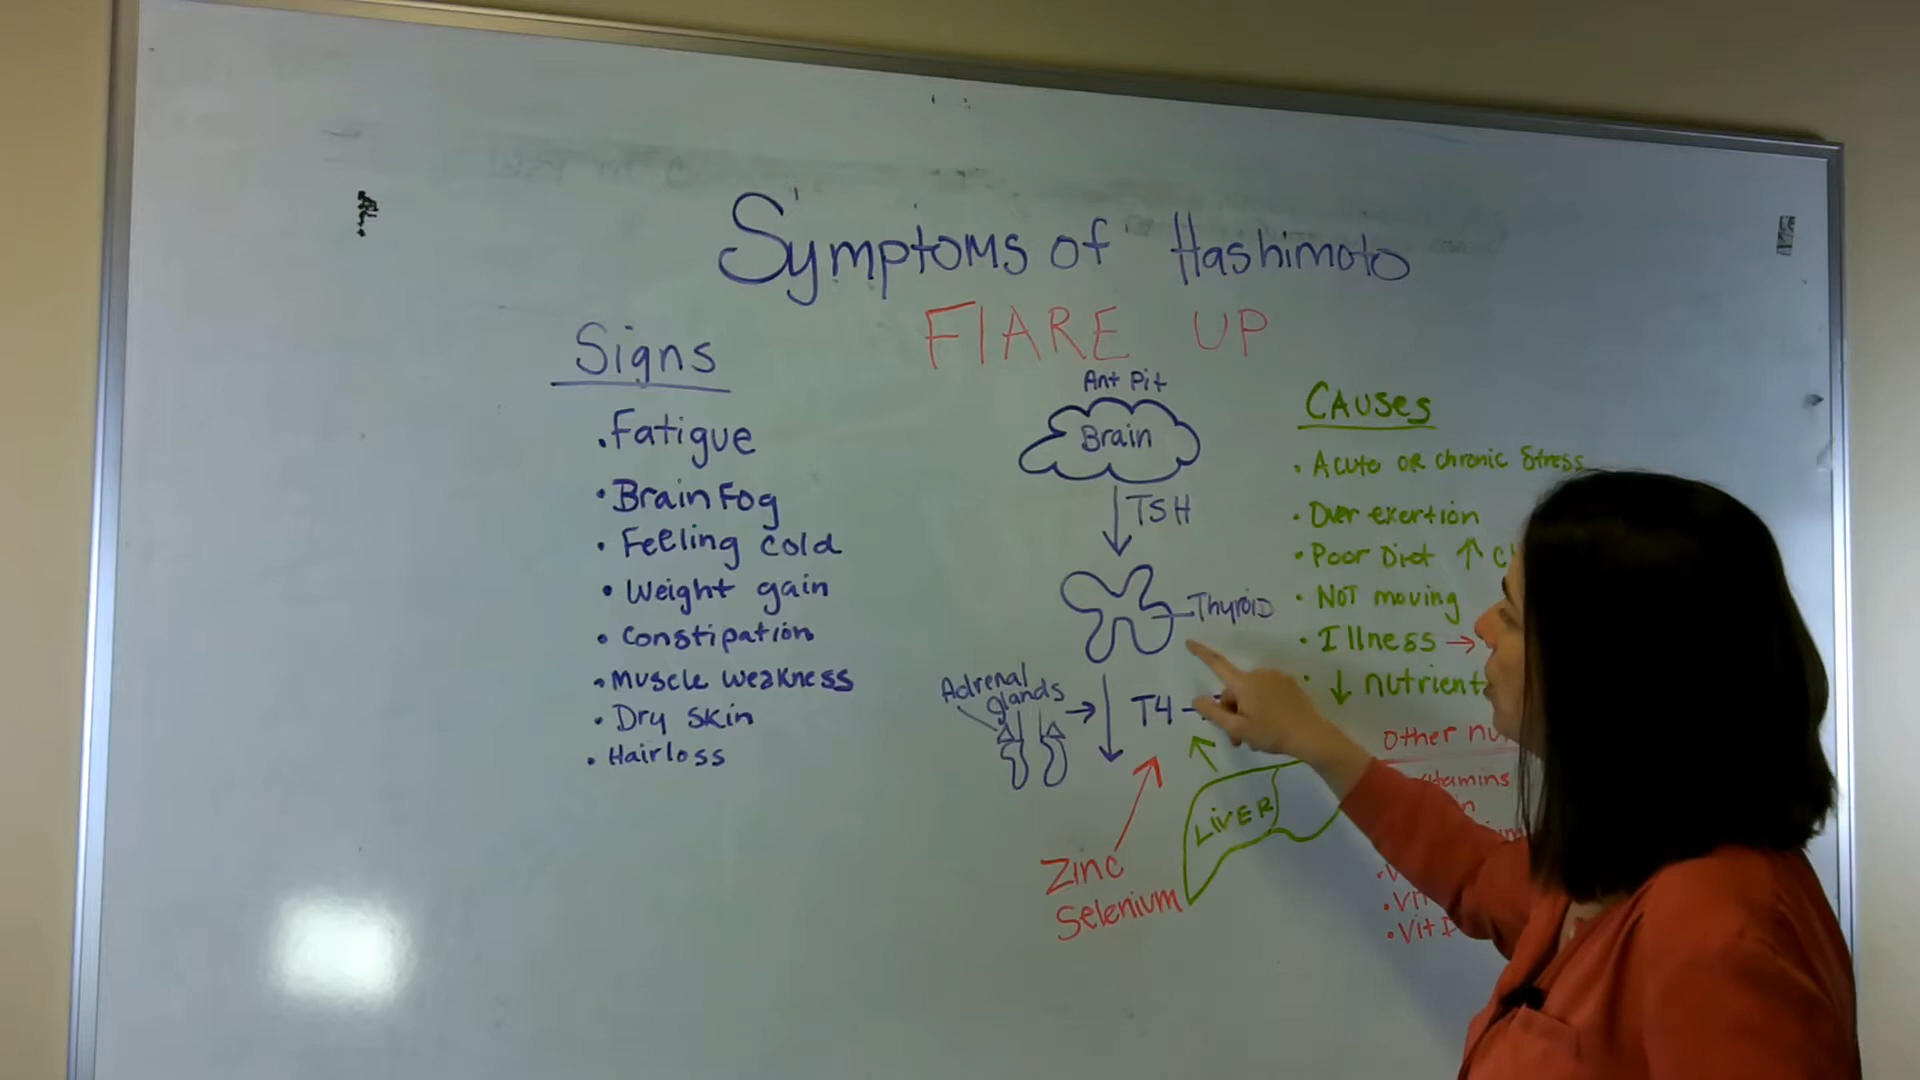 Symptoms of Hashimoto
FLARE UP
Signs
• Fatigue
• Brain Fog
• Feeling cold
• Weight gain
• Constipation
• Muscle weakness
• Dry skin
• Hairloss
Ant Pit
Brain
TSH
Thyroid
Adrenal
glands
T4
Zinc
Selenium
LIVER
CAUSES
• Acute or chronic Stress
• Over exertion
• Poor Diet ↑
• NOT moving
• Illness →
• ↓ nutrient
Other
• Vit D